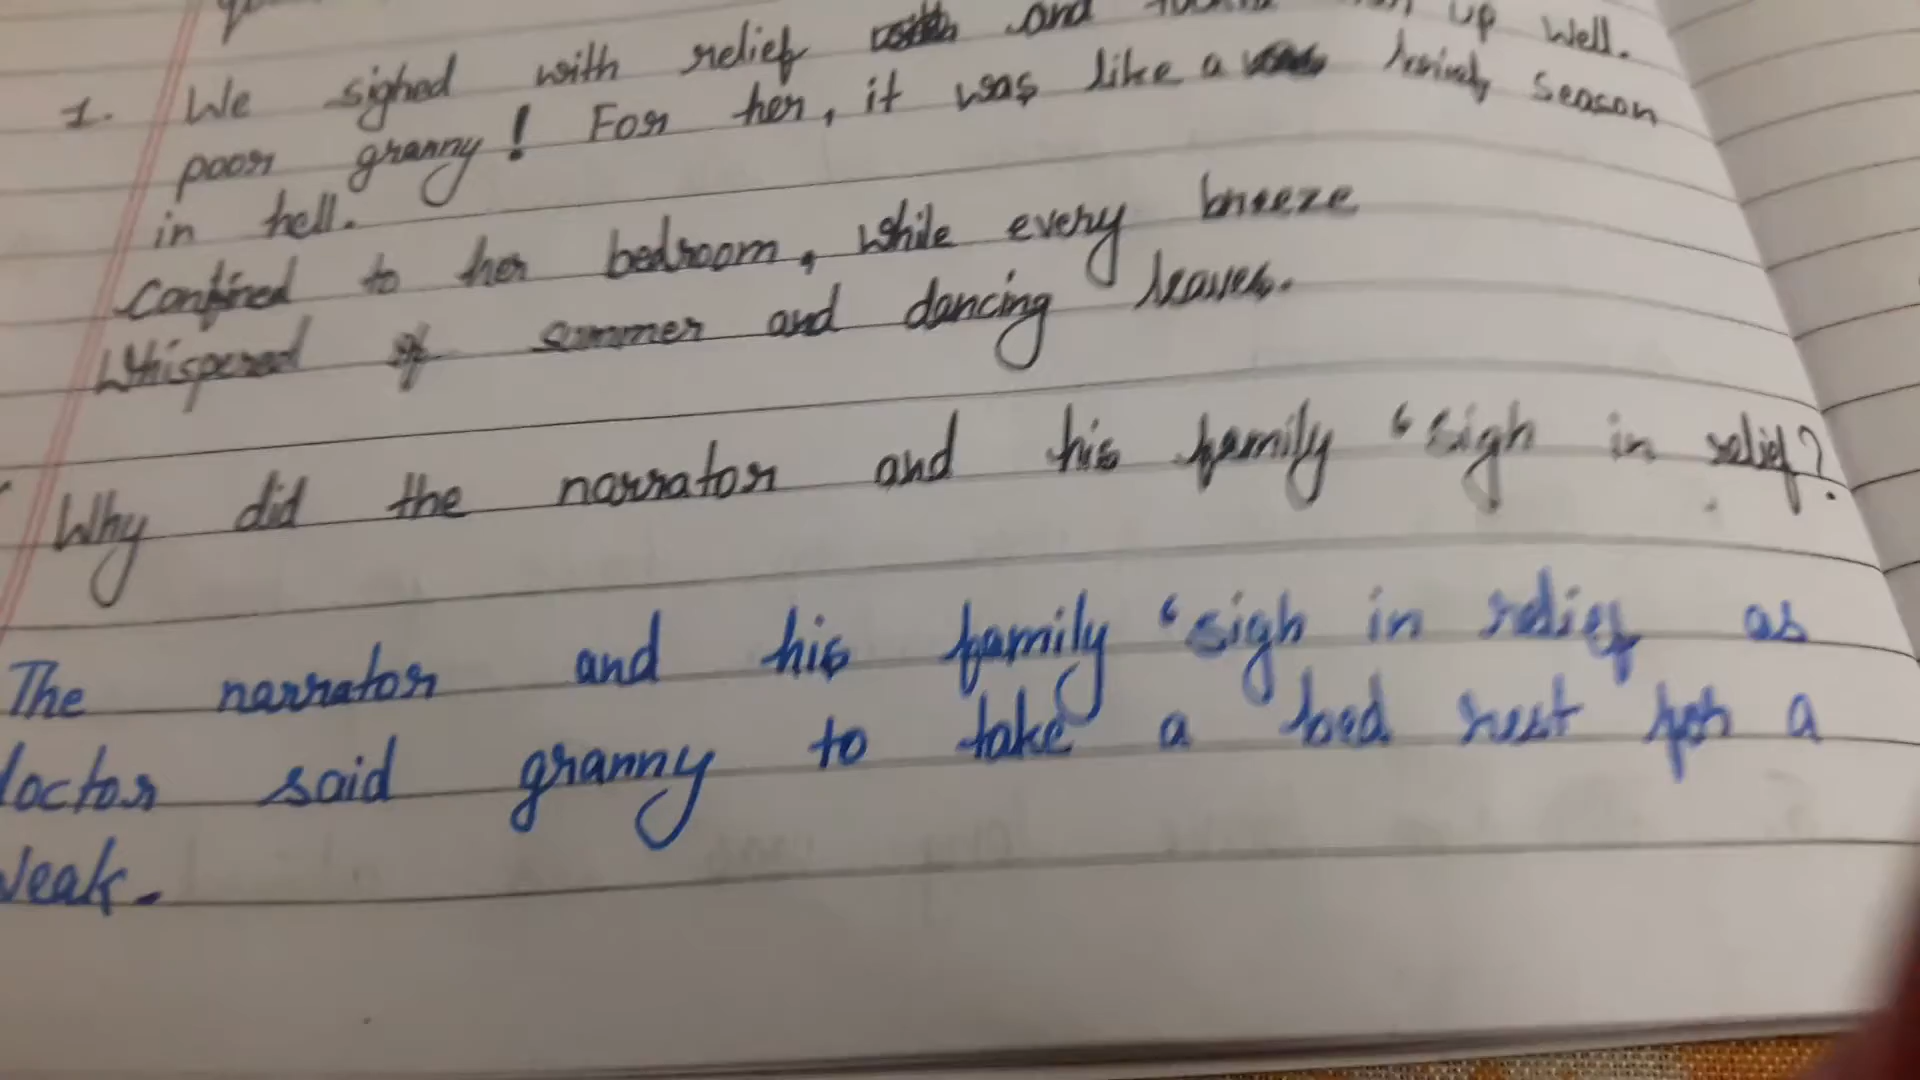 1. We sighed with relief and up well.
poor granny! For her, it was like a season
in hell.
Confined to her bedroom, while every breeze
Whispered of summer and dancing leaves.
Why did the narrator and his family "sigh in relief?
The narrator and his family "sigh in relief as
doctor said granny to take a bed rest for a